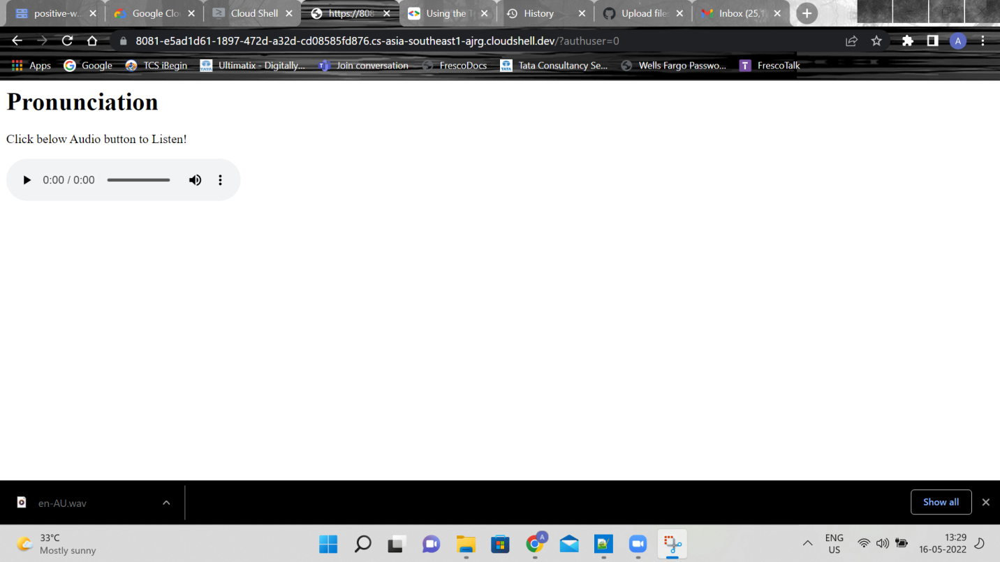 positive-w...
Google Clou
Cloud Shell
https://808
Using the T
History
Upload files
Inbox (25,1
8081-e5ad1d61-1897-472d-a32d-cd08585fd876.cs-asia-southeast1-ajrg.cloudshell.dev/?authuser=0
A
Apps
Google
TCS iBegin
Ultimatix - Digitally...
Join conversation
FrescoDocs
Tata Consultancy Se...
Wells Fargo Passwo...
T
FrescoTalk
Pronunciation
Click below Audio button to Listen!
0:00 / 0:00
en-AU.wav
Show all
33°C
Mostly sunny
A
ENG
US
13:29
16-05-2022